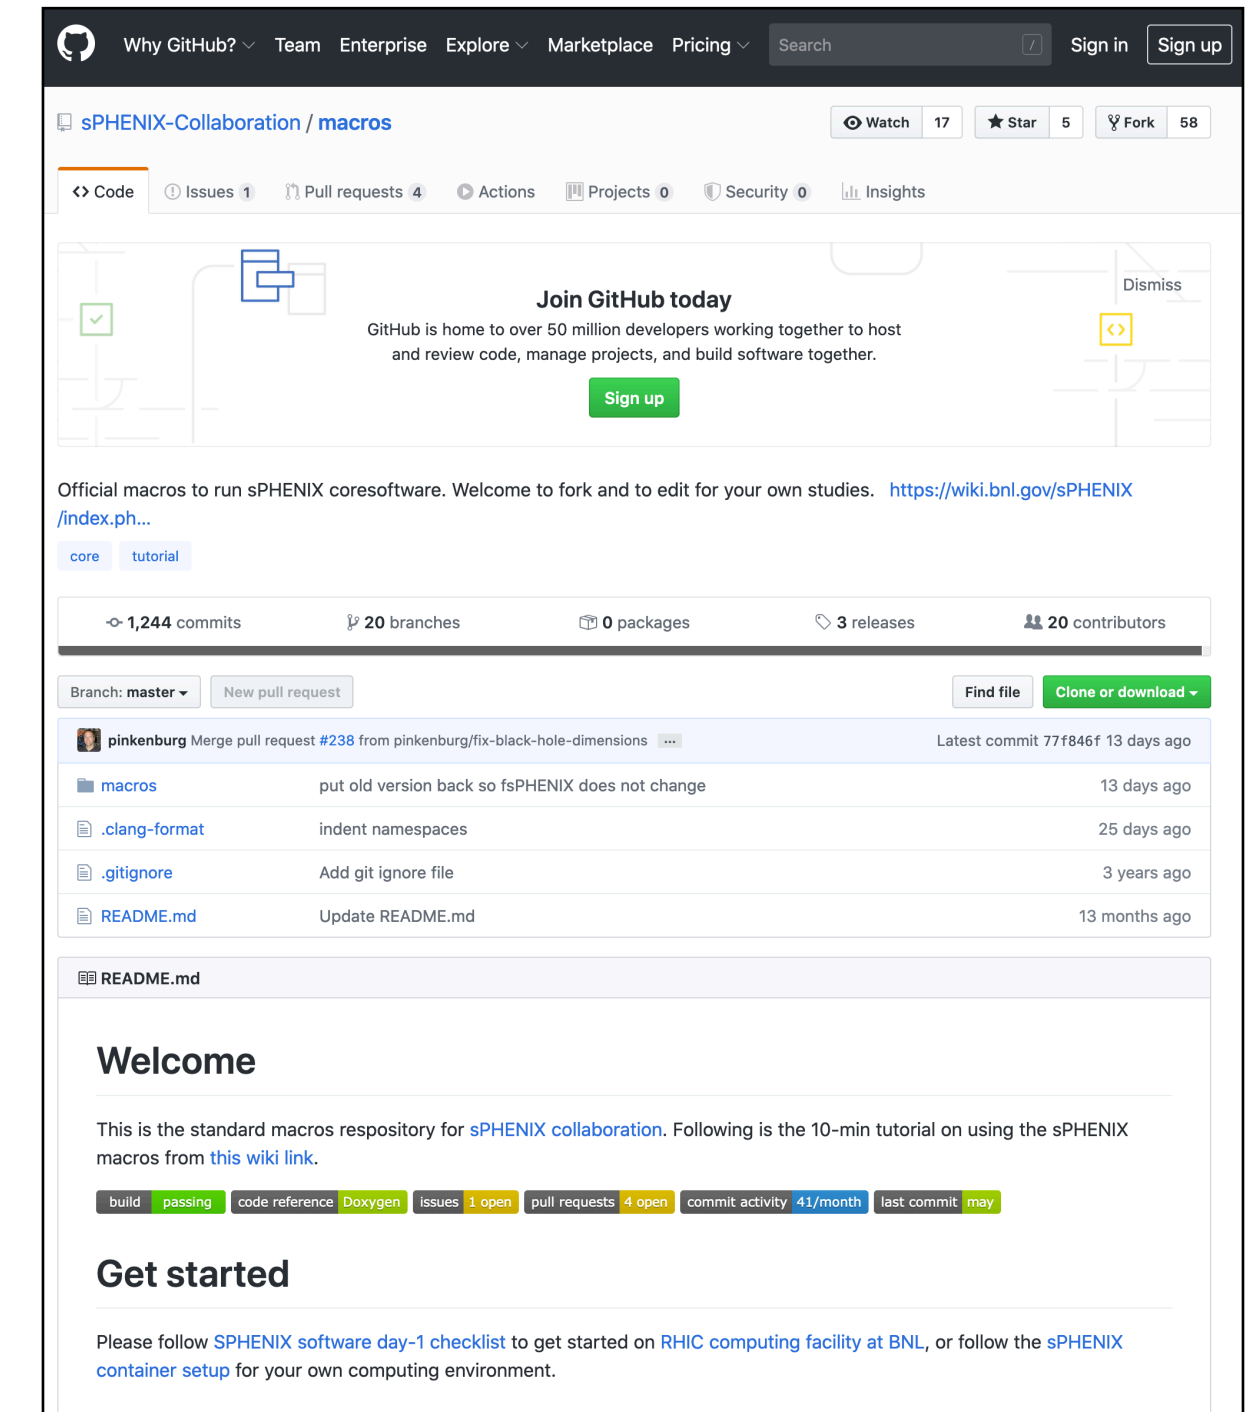 Why GitHub? Team Enterprise Explore Marketplace Pricing Search / Sign in Sign up
sPHENIX-Collaboration / macros Watch 17 Star 5 Fork 58
Code Issues 1 Pull requests 4 Actions Projects 0 Security 0 Insights
Join GitHub today
Dismiss
GitHub is home to over 50 million developers working together to host
and review code, manage projects, and build software together.
Sign up
Official macros to run sPHENIX coresoftware. Welcome to fork and to edit for your own studies. https://wiki.bnl.gov/sPHENIX
/index.ph...
core tutorial
1,244 commits 20 branches 0 packages 3 releases 20 contributors
Branch: master New pull request Find file Clone or download
pinkenburg Merge pull request #238 from pinkenburg/fix-black-hole-dimensions ... Latest commit 77f846f 13 days ago
macros put old version back so fsPHENIX does not change 13 days ago
.clang-format indent namespaces 25 days ago
.gitignore Add git ignore file 3 years ago
README.md Update README.md 13 months ago
README.md
Welcome
This is the standard macros respository for sPHENIX collaboration. Following is the 10-min tutorial on using the sPHENIX
macros from this wiki link.
build passing code reference Doxygen issues 1 open pull requests 4 open commit activity 41/month last commit may
Get started
Please follow SPHENIX software day-1 checklist to get started on RHIC computing facility at BNL, or follow the sPHENIX
container setup for your own computing environment.